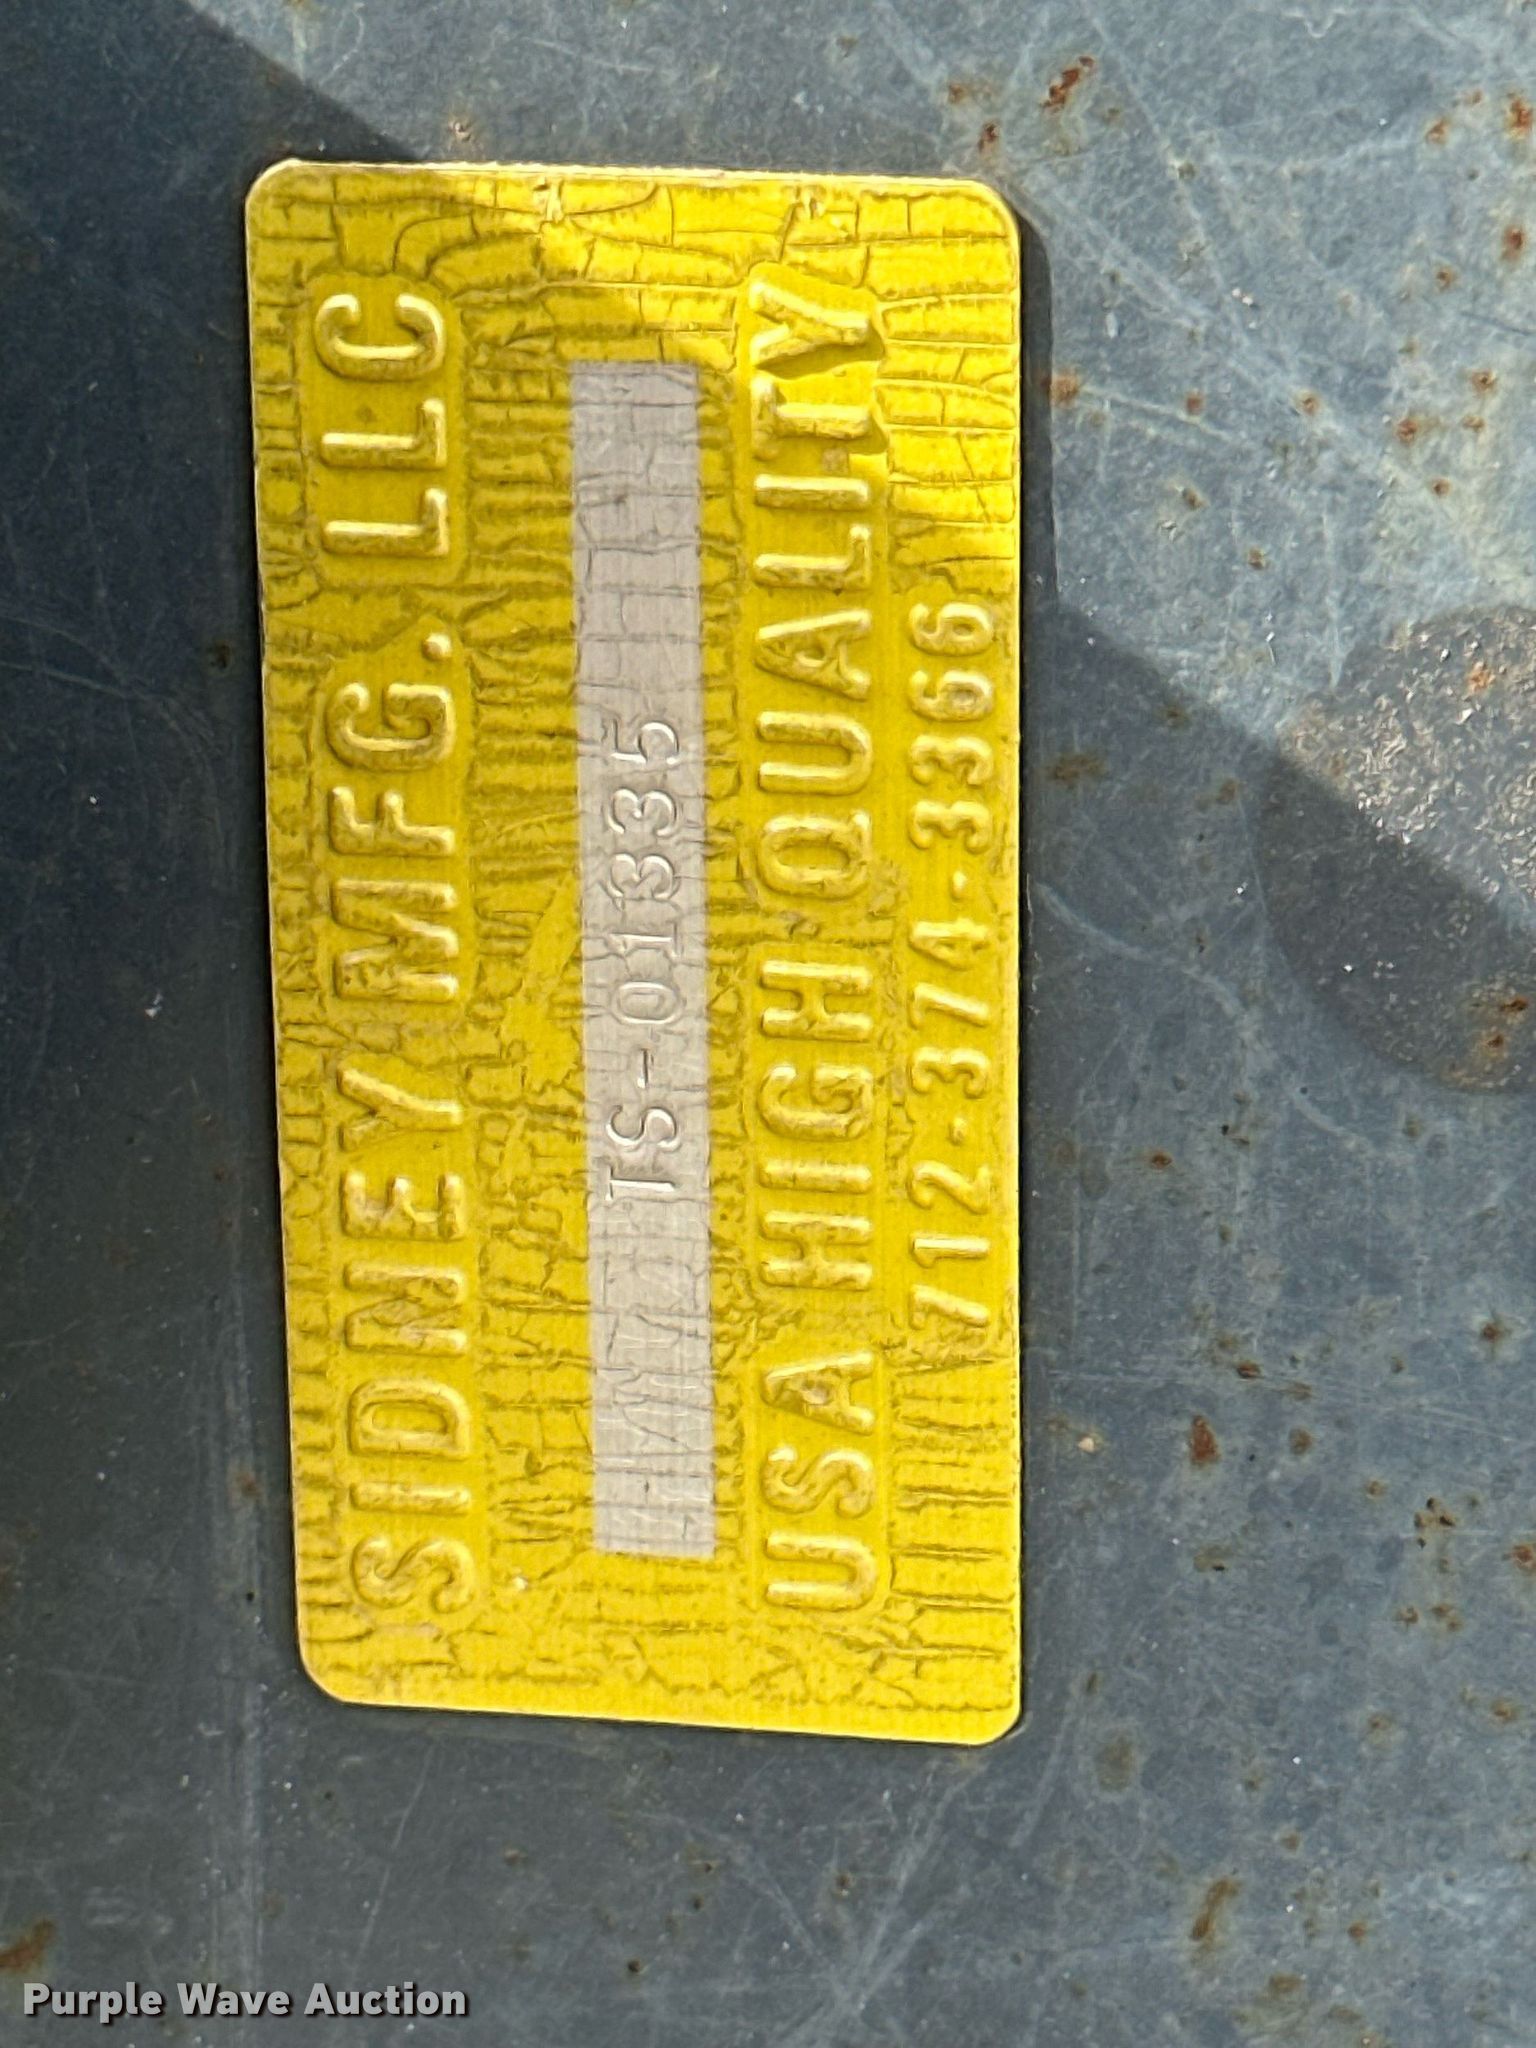 SIDNEY MFG. LLC
TS-01335
USA HIGH QUALITY
712-374-3366
Purple Wave Auction